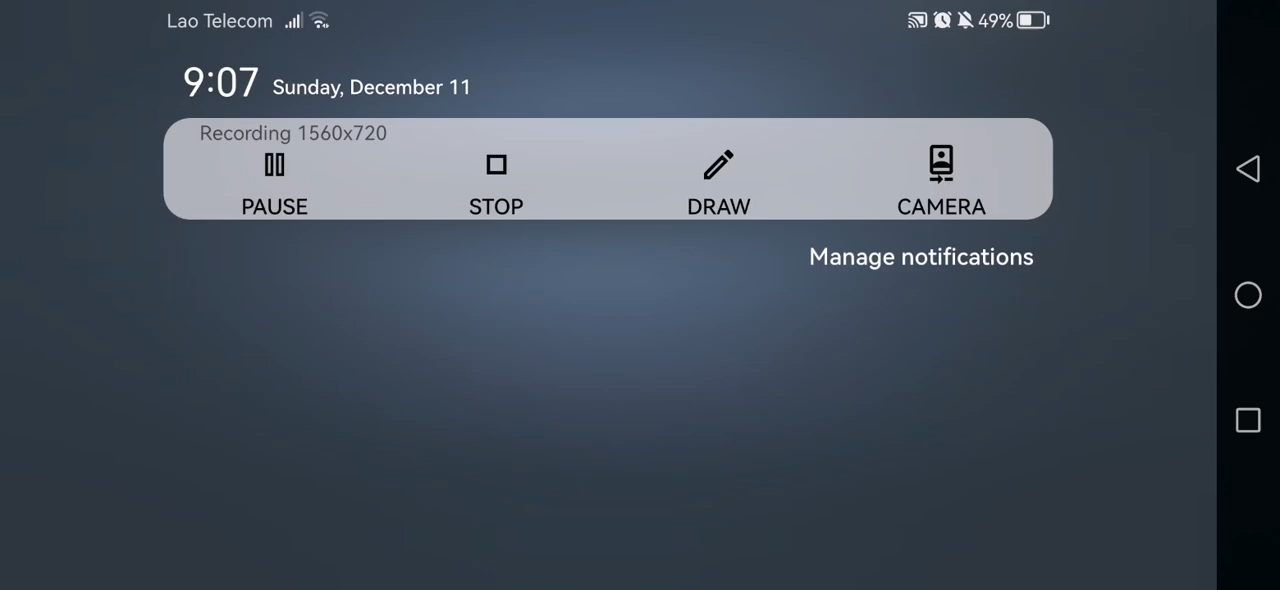 Lao Telecom 49%
9:07 Sunday, December 11
Recording 1560x720
PAUSE STOP DRAW CAMERA
Manage notifications